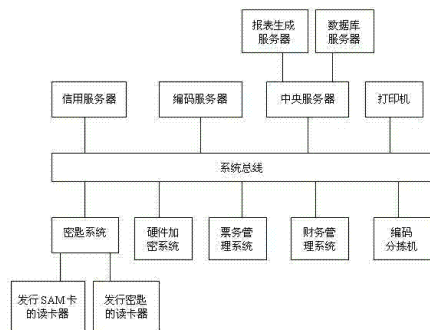 报表生成
服务器
数据库
服务器
信用服务器
编码服务器
中央服务器
打印机
系统总线
密匙系统
硬件加
密系统
票务管
理系统
财务管
理系统
编码
分拣机
发行 SAM 卡
的读卡器
发行密匙
的读卡器